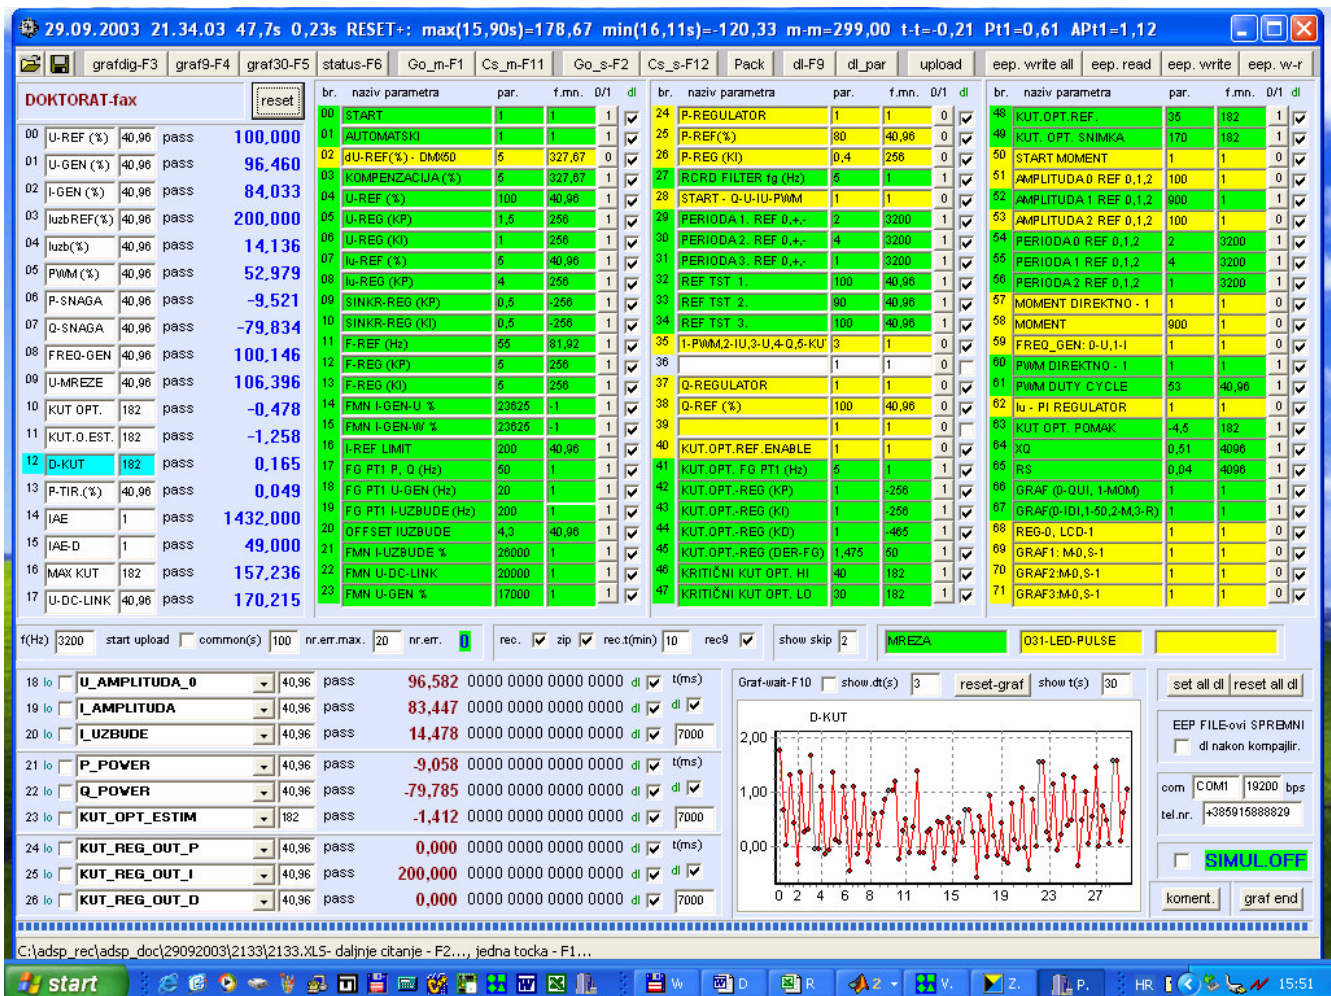 29.09.2003 21.34.03 47,7s 0,23s RESET+: max(15,90s)=178,67 min(16,11s)=-120,33 m-m=299,00 t-t=-0,21 Pt1=0,61 APt1=1,12
grafdig-F3 graf9-F4 graf30-F5 status-F6 Go_m-F1 Cs_m-F11 Go_s-F2 Cs_s-F12 Pack dl-F9 dl_par upload eep. write all eep. read eep. write eep. w-r
DOKTORAT-fax reset
00 U-REF (%) 40,96 pass 100,000
01 U-GEN (%) 40,96 pass 96,460
02 I-GEN (%) 40,96 pass 84,033
03 IuzbREF(%) 40,96 pass 200,000
04 Iuzb(%) 40,96 pass 14,136
05 PWM (%) 40,96 pass 52,979
06 P-SNAGA 40,96 pass -9,521
07 Q-SNAGA 40,96 pass -79,834
08 FREQ-GEN 40,96 pass 100,146
09 U-MREZE 40,96 pass 106,396
10 KUT OPT. 182 pass -0,478
11 KUT.O.EST. 182 pass -1,258
12 D-KUT 182 pass 0,165
13 P-TIR.(%) 40,96 pass 0,049
14 IAE 1 pass 1432,000
15 IAE-D 1 pass 49,000
16 MAX KUT 182 pass 157,236
17 U-DC-LINK 40,96 pass 170,215
br. naziv parametra par. f.mn. 0/1 dl
00 START 1 1 1
01 AUTOMATSKI 1 1 1
02 dU-REF(%) - DMX50 5 327,67 0
03 KOMPENZACIJA (%) 5 327,67 1
04 U-REF (%) 100 40,96 1
05 U-REG (KP) 1,5 256 1
06 U-REG (KI) 1 256 1
07 Iu-REF (%) 5 40,96 1
08 Iu-REG (KP) 4 256 1
09 SINKR-REG (KP) 0,5 -256 1
10 SINKR-REG (KI) 0,5 -256 1
11 F-REF (Hz) 55 81,92 1
12 F-REG (KP) 5 256 1
13 F-REG (KI) 5 256 1
14 FMN I-GEN-U % 23625 -1 1
15 FMN I-GEN-W % 23625 -1 1
16 I-REF LIMIT 200 40,96 1
17 FG PT1 P, Q (Hz) 50 1 1
18 FG PT1 U-GEN (Hz) 20 1 1
19 FG PT1 I-UZBUDE (Hz) 200 1 1
20 OFFSET IUZBUDE 4,3 40,96 1
21 FMN I-UZBUDE % 26000 1 1
22 FMN U-DC-LINK 20000 1 1
23 FMN U-GEN % 17000 1 1
br. naziv parametra par. f.mn. 0/1 dl
24 P-REGULATOR 1 1 0
25 P-REF(%) 80 40,96 0
26 P-REG (KI) 0,4 256 0
27 RCRD FILTER fg (Hz) 5 1 1
28 START - Q-U-IU-PWM 1 1 0
29 PERIODA 1. REF 0,+,- 2 3200 1
30 PERIODA 2. REF 0,+,- 4 3200 1
31 PERIODA 3. REF 0,+,- 1 3200 1
32 REF TST 1. 100 40,96 1
33 REF TST 2. 90 40,96 1
34 REF TST 3. 100 40,96 1
35 1-PWM,2-IU,3-U,4-Q,5-KUT 3 1 0
36 1 1 0
37 Q-REGULATOR 1 1 0
38 Q-REF (%) 100 40,96 0
39 1 1 0
40 KUT.OPT.REF.ENABLE 1 1 0
41 KUT.OPT. FG PT1 (Hz) 5 1 1
42 KUT.OPT.-REG (KP) 1 -256 1
43 KUT.OPT.-REG (KI) 1 -256 1
44 KUT.OPT.-REG (KD) 1 -465 1
45 KUT.OPT.-REG (DER-FG) 1,475 50 1
46 KRITIČNI KUT OPT. HI 40 182 1
47 KRITIČNI KUT OPT. LO 30 182 1
br. naziv parametra par. f.mn. 0/1 dl
48 KUT.OPT.REF. 35 182 1
49 KUT. OPT. SNIMKA 170 182 1
50 START MOMENT 1 1 0
51 AMPLITUDA 0 REF 0,1,2 100 1 0
52 AMPLITUDA 1 REF 0,1,2 900 1 1
53 AMPLITUDA 2 REF 0,1,2 100 1 0
54 PERIODA 0 REF 0,1,2 2 3200 1
55 PERIODA 1 REF 0,1,2 4 3200 1
56 PERIODA 2 REF 0,1,2 1 3200 1
57 MOMENT DIREKTNO - 1 1 1 0
58 MOMENT 900 1 0
59 FREQ_GEN: 0-U,1-I 1 1 0
60 PWM DIREKTNO - 1 1 1 1
61 PWM DUTY CYCLE 53 40,96 1
62 Iu - PI REGULATOR 1 1 0
63 KUT OPT. POMAK -4,5 182 1
64 XQ 0,51 4096 1
65 RS 0,04 4096 1
66 GRAF (0-QUI, 1-MOM) 1 1 1
67 GRAF(0-IDI,1-50,2-M,3-R) 1 1 1
68 REG-0, LCD-1 1 1 0
69 GRAF1: M-0,S-1 1 1 0
70 GRAF2:M-0,S-1 1 1 0
71 GRAF3:M-0,S-1 1 1 0
f(Hz) 3200 start upload common(s) 100 nr.err.max. 20 nr.err. 0 rec. zip rec.t(min) 10 rec9 show skip 2 MREZA 031-LED-PULSE
18 lo U_AMPLITUDA_0 40,96 pass 96,582 0000 0000 0000 0000 dl t(ms)
19 lo I_AMPLITUDA 40,96 pass 83,447 0000 0000 0000 0000 dl dl
20 lo I_UZBUDE 40,96 pass 14,478 0000 0000 0000 0000 dl 7000
21 lo P_POWER 40,96 pass -9,058 0000 0000 0000 0000 dl t(ms)
22 lo Q_POWER 40,96 pass -79,785 0000 0000 0000 0000 dl dl
23 lo KUT_OPT_ESTIM 182 pass -1,412 0000 0000 0000 0000 dl 7000
24 lo KUT_REG_OUT_P 40,96 pass 0,000 0000 0000 0000 0000 dl t(ms)
25 lo KUT_REG_OUT_I 40,96 pass 200,000 0000 0000 0000 0000 dl dl
26 lo KUT_REG_OUT_D 40,96 pass 0,000 0000 0000 0000 0000 dl 7000
Graf-wait-F10 show.dt(s) 3 reset-graf show t(s) 30
D-KUT
2,00
1,00
0,00
0 2 4 6 8 11 15 19 23 27
set all dl reset all dl
EEP FILE-ovi SPREMNI
dl nakon kompajlir.
com COM1 19200 bps
tel.nr. +385915888829
SIMUL.OFF
koment. graf end
C:\adsp_rec\adsp_doc\29092003\2133\2133.XLS- daljnje citanje - F2..., jedna tocka - F1...
start W D R 2 V. Z. P. HR 15:51